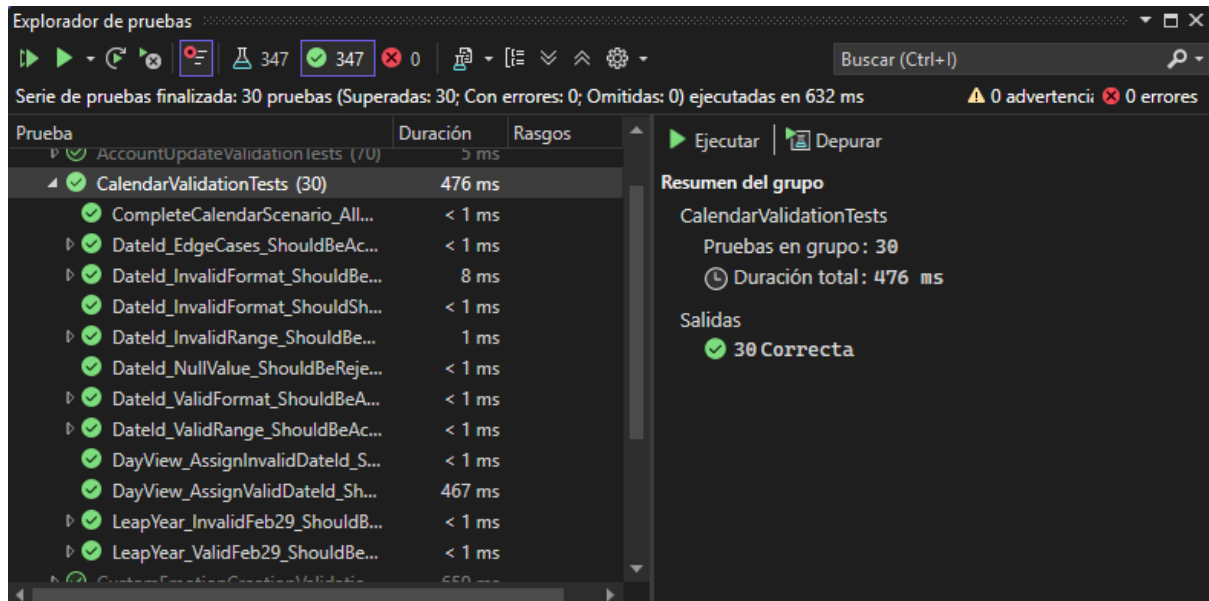 Explorador de pruebas
347 347 0 Buscar (Ctrl+I)
Serie de pruebas finalizada: 30 pruebas (Superadas: 30; Con errores: 0; Omitidas: 0) ejecutadas en 632 ms 0 advertenci 0 errores
Prueba Duración Rasgos
AccountUpdateValidationTests (70) 5 ms
CalendarValidationTests (30) 476 ms
CompleteCalendarScenario_All... < 1 ms
DateId_EdgeCases_ShouldBeAc... < 1 ms
DateId_InvalidFormat_ShouldBe... 8 ms
DateId_InvalidFormat_ShouldSh... < 1 ms
DateId_InvalidRange_ShouldBe... 1 ms
DateId_NullValue_ShouldBeReje... < 1 ms
DateId_ValidFormat_ShouldBeA... < 1 ms
DateId_ValidRange_ShouldBeAc... < 1 ms
DayView_AssignInvalidDateId_S... < 1 ms
DayView_AssignValidDateId_Sh... 467 ms
LeapYear_InvalidFeb29_ShouldB... < 1 ms
LeapYear_ValidFeb29_ShouldBe... < 1 ms
CustomEmotionCreationValidatio... 650 ms
Ejecutar Depurar
Resumen del grupo
CalendarValidationTests
Pruebas en grupo: 30
Duración total: 476 ms
Salidas
30 Correcta